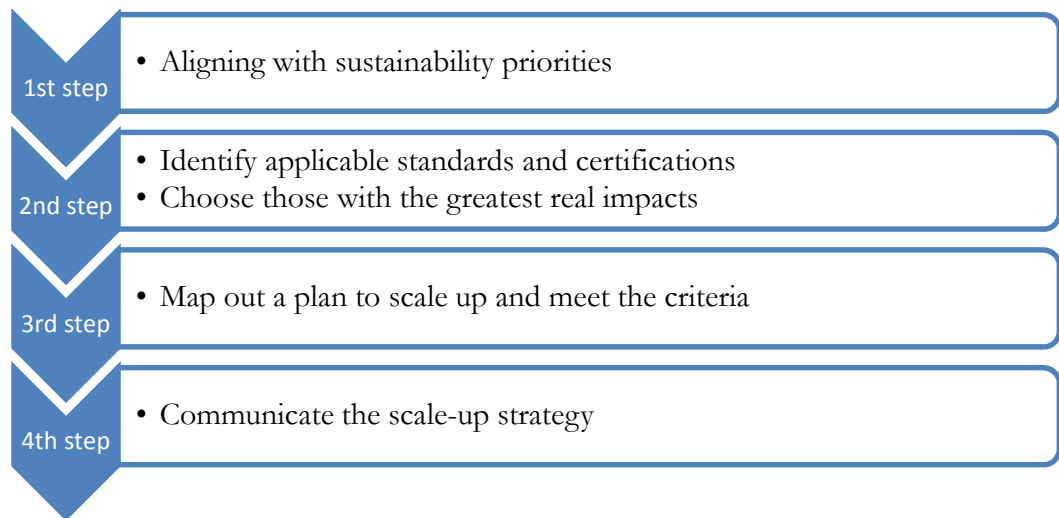 1st step
• Aligning with sustainability priorities
2nd step
• Identify applicable standards and certifications
• Choose those with the greatest real impacts
3rd step
• Map out a plan to scale up and meet the criteria
4th step
• Communicate the scale-up strategy